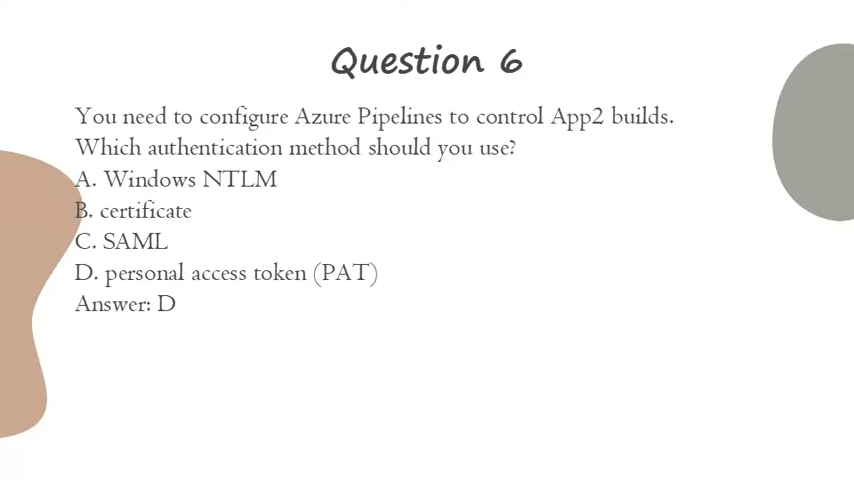 Question 6
You need to configure Azure Pipelines to control App2 builds.
Which authentication method should you use?
A. Windows NTLM
B. certificate
C. SAML
D. personal access token (PAT)
Answer: D